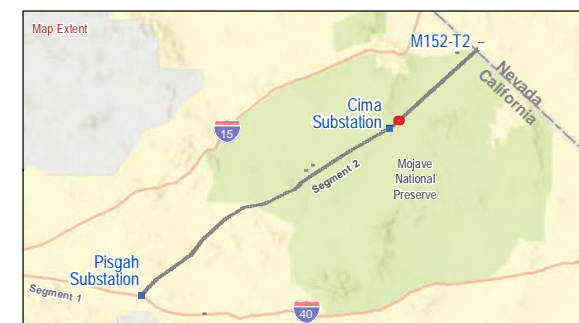 Map Extent
M152-T2
Nevada
California
Cima
Substation
15
Mojave
National
Preserve
Segment 2
Pisgah
Substation
Segment 1
40